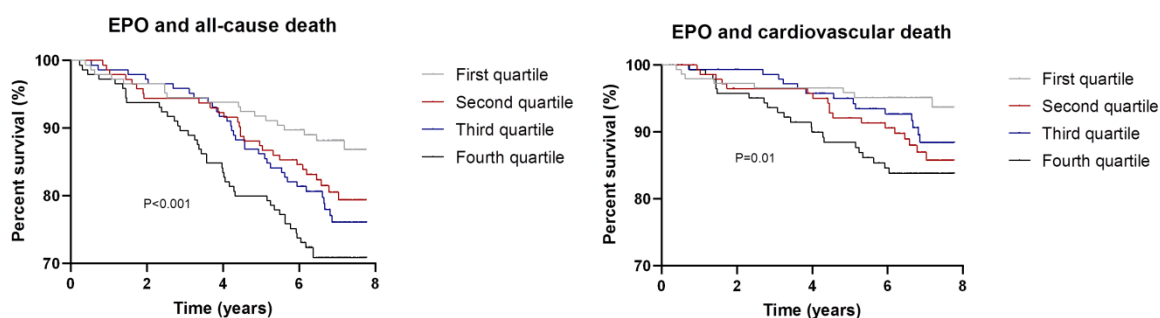 EPO and all-cause death
Percent survival (%)
100
90
80
70
0
2
4
6
8
Time (years)
P<0.001
First quartile
Second quartile
Third quartile
Fourth quartile
EPO and cardiovascular death
Percent survival (%)
100
90
80
70
0
2
4
6
8
Time (years)
P=0.01
First quartile
Second quartile
Third quartile
Fourth quartile